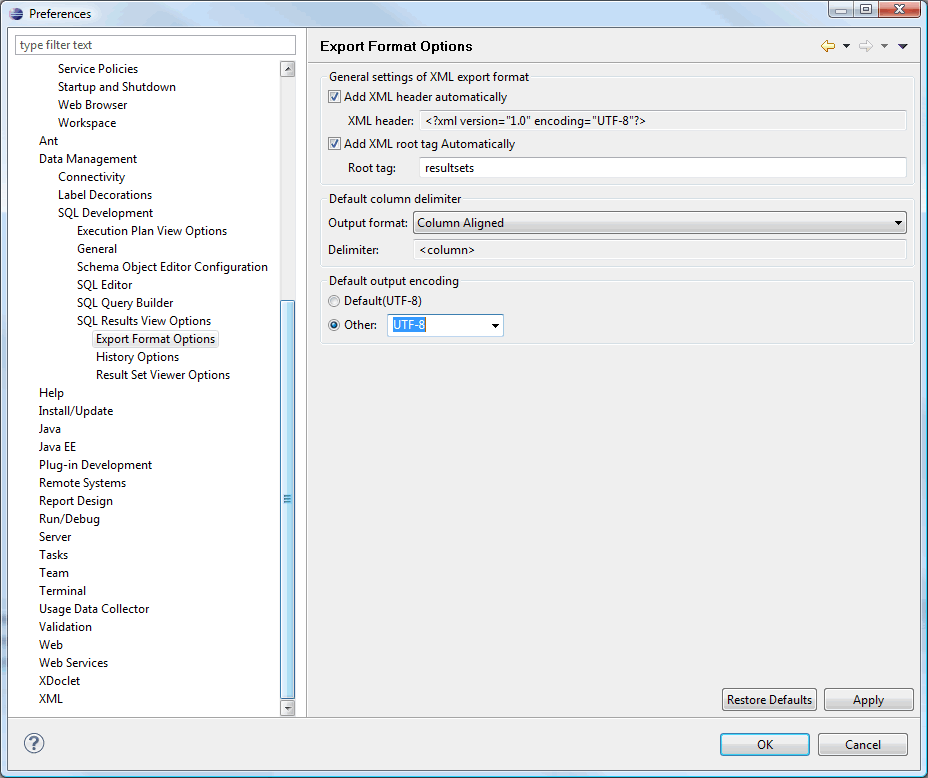 Preferences
type filter text
Service Policies
Startup and Shutdown
Web Browser
Workspace
Ant
Data Management
Connectivity
Label Decorations
SQL Development
Execution Plan View Options
General
Schema Object Editor Configuration
SQL Editor
SQL Query Builder
SQL Results View Options
Export Format Options
History Options
Result Set Viewer Options
Help
Install/Update
Java
Java EE
Plug-in Development
Remote Systems
Report Design
Run/Debug
Server
Tasks
Team
Terminal
Usage Data Collector
Validation
Web
Web Services
XDoclet
XML
Export Format Options
General settings of XML export format
Add XML header automatically
XML header: <?xml version="1.0" encoding="UTF-8"?>
Add XML root tag Automatically
Root tag: resultsets
Default column delimiter
Output format: Column Aligned
Delimiter: <column>
Default output encoding
Default(UTF-8)
Other: UTF-8
Restore Defaults Apply
? OK Cancel